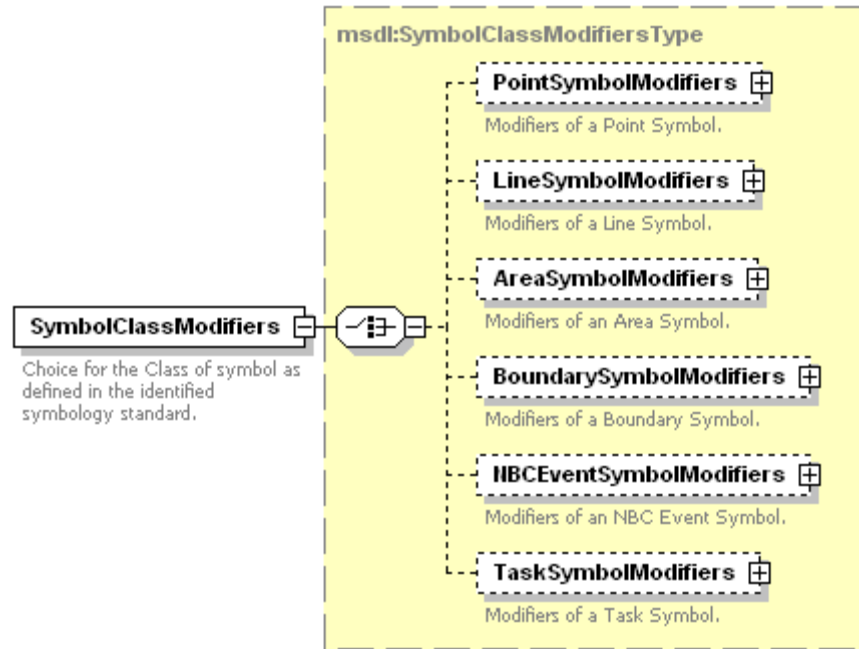 msdl:SymbolClassModifiersType
PointSymbolModifiers
Modifiers of a Point Symbol.
LineSymbolModifiers
Modifiers of a Line Symbol.
AreaSymbolModifiers
Modifiers of an Area Symbol.
SymbolClassModifiers
Choice for the Class of symbol as
defined in the identified
symbology standard.
BoundarySymbolModifiers
Modifiers of a Boundary Symbol.
NBCEventSymbolModifiers
Modifiers of an NBC Event Symbol.
TaskSymbolModifiers
Modifiers of a Task Symbol.